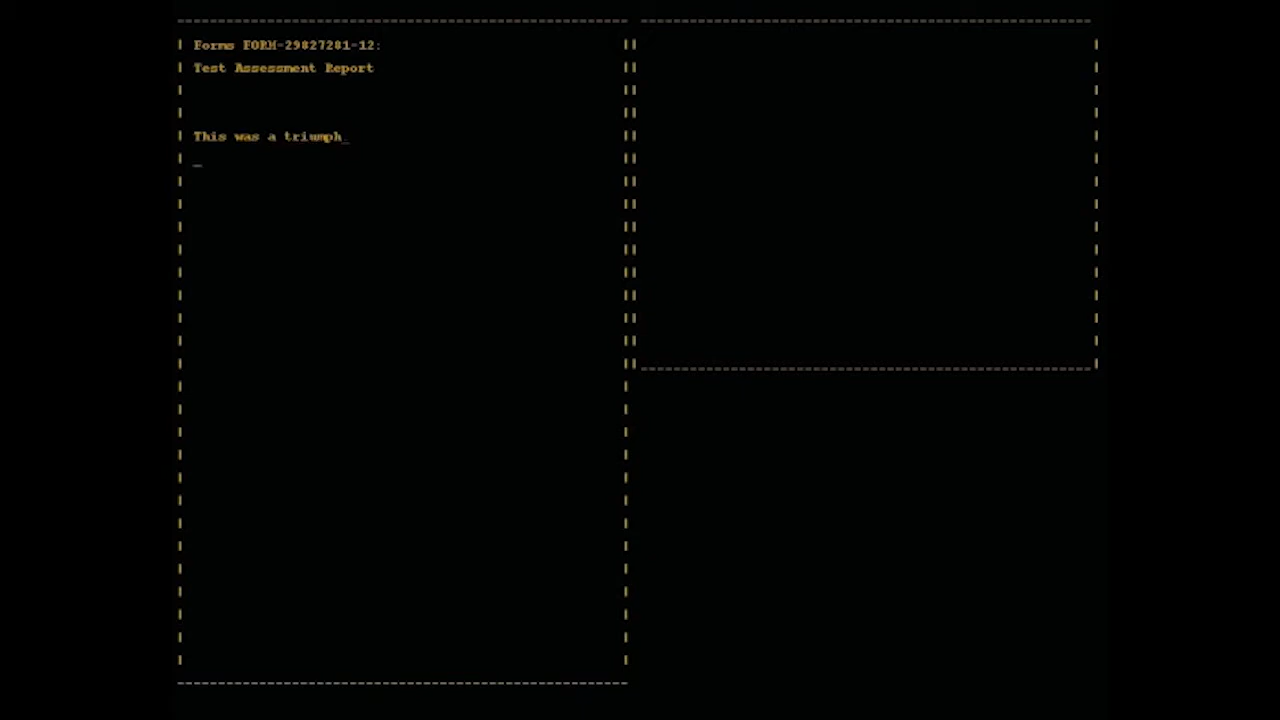 Forms FORM-29827281-12:
Test Assessment Report
This was a triumph_
_